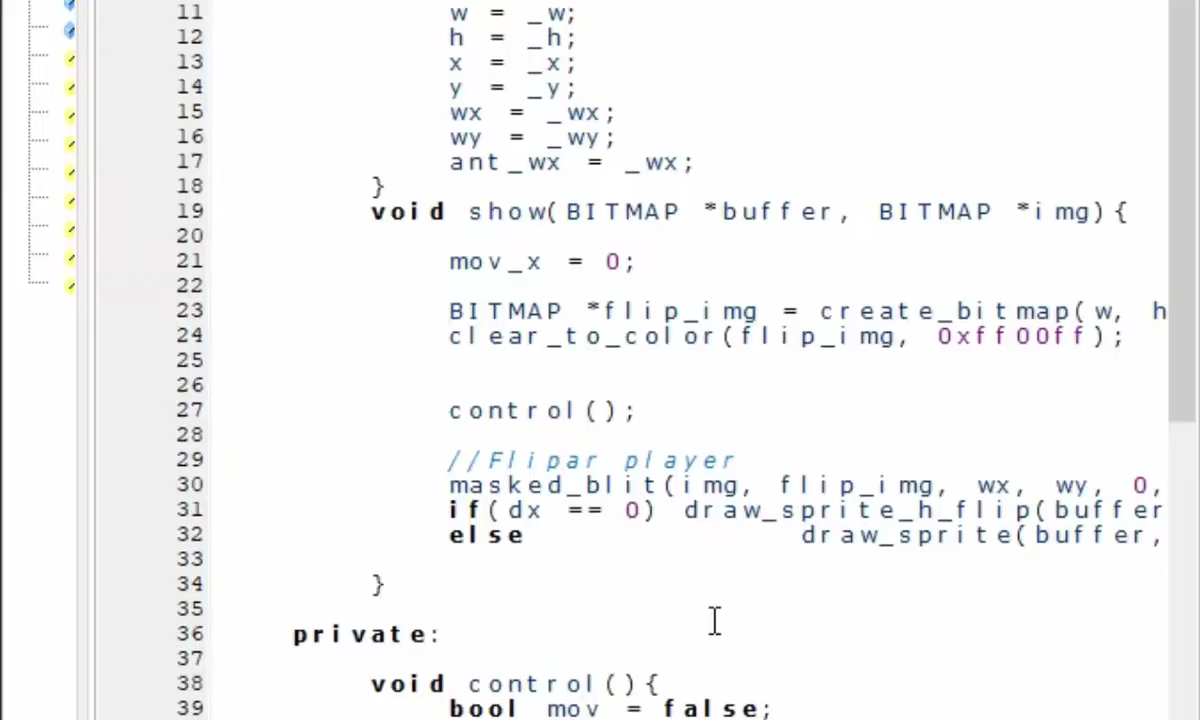 11 w = _w;
12 h = _h;
13 x = _x;
14 y = _y;
15 wx = _wx;
16 wy = _wy;
17 ant_wx = _wx;
18 }
19 void show(BITMAP *buffer, BITMAP *img){
20
21 mov_x = 0;
22
23 BITMAP *flip_img = create_bitmap(w, h
24 clear_to_color(flip_img, 0xff00ff);
25
26
27 control();
28
29 //Flipar player
30 masked_blit(img, flip_img, wx, wy, 0,
31 if(dx == 0) draw_sprite_h_flip(buffer
32 else draw_sprite(buffer,
33
34 }
35
36 private:
37
38 void control(){
39 bool mov = false;